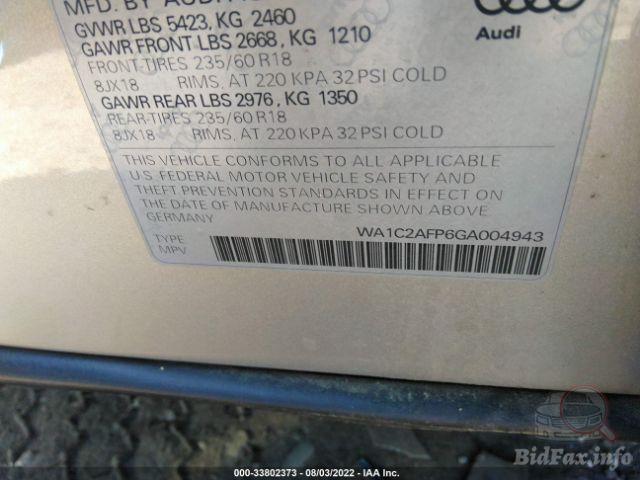 MFD. BY AUDI
GVWR LBS 5423, KG 2460
GAWR FRONT LBS 2668, KG 1210
FRONT-TIRES 235/60 R18
8JX18 RIMS, AT 220 KPA 32 PSI COLD
GAWR REAR LBS 2976, KG 1350
REAR-TIRES 235/60 R18
8JX18 RIMS, AT 220 KPA 32 PSI COLD
Audi
THIS VEHICLE CONFORMS TO ALL APPLICABLE
U.S. FEDERAL MOTOR VEHICLE SAFETY AND
THEFT PREVENTION STANDARDS IN EFFECT ON
THE DATE OF MANUFACTURE SHOWN ABOVE
GERMANY
WA1C2AFP6GA004943
TYPE
MPV
BidFax.info
000-33802373 - 08/03/2022 - IAA Inc.